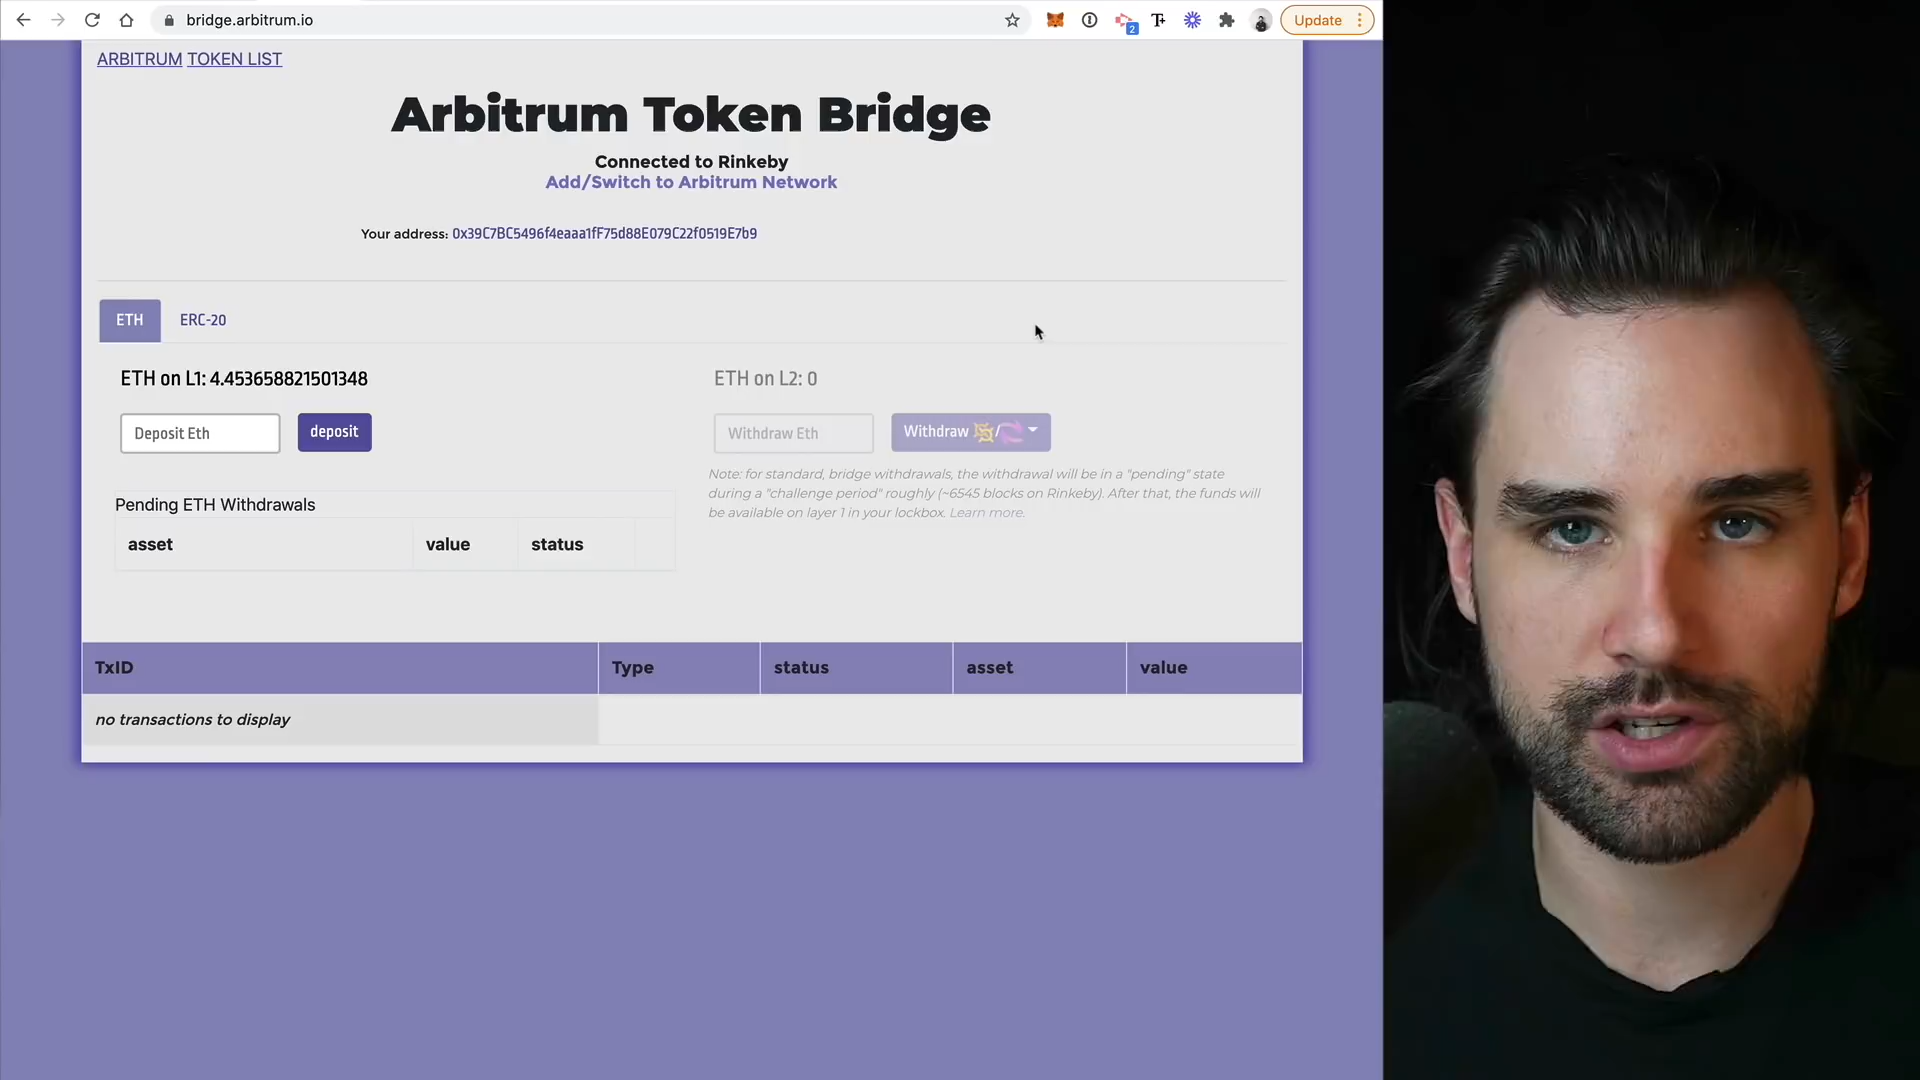 bridge.arbitrum.io
Update
2
ARBITRUM TOKEN LIST
Arbitrum Token Bridge
Connected to Rinkeby
Add/Switch to Arbitrum Network
Your address: 0x39C7BC5496f4eaaa1fF75d88E079C22f0519E7b9
ETH ERC-20
ETH on L1: 4.453658821501348
ETH on L2: 0
Deposit Eth deposit
Withdraw Eth Withdraw /
Note: for standard, bridge withdrawals, the withdrawal will be in a "pending" state
during a "challenge period" roughly (~6545 blocks on Rinkeby). After that, the funds will
be available on layer 1 in your lockbox. Learn more.
Pending ETH Withdrawals
asset value status
TxID Type status asset value
no transactions to display